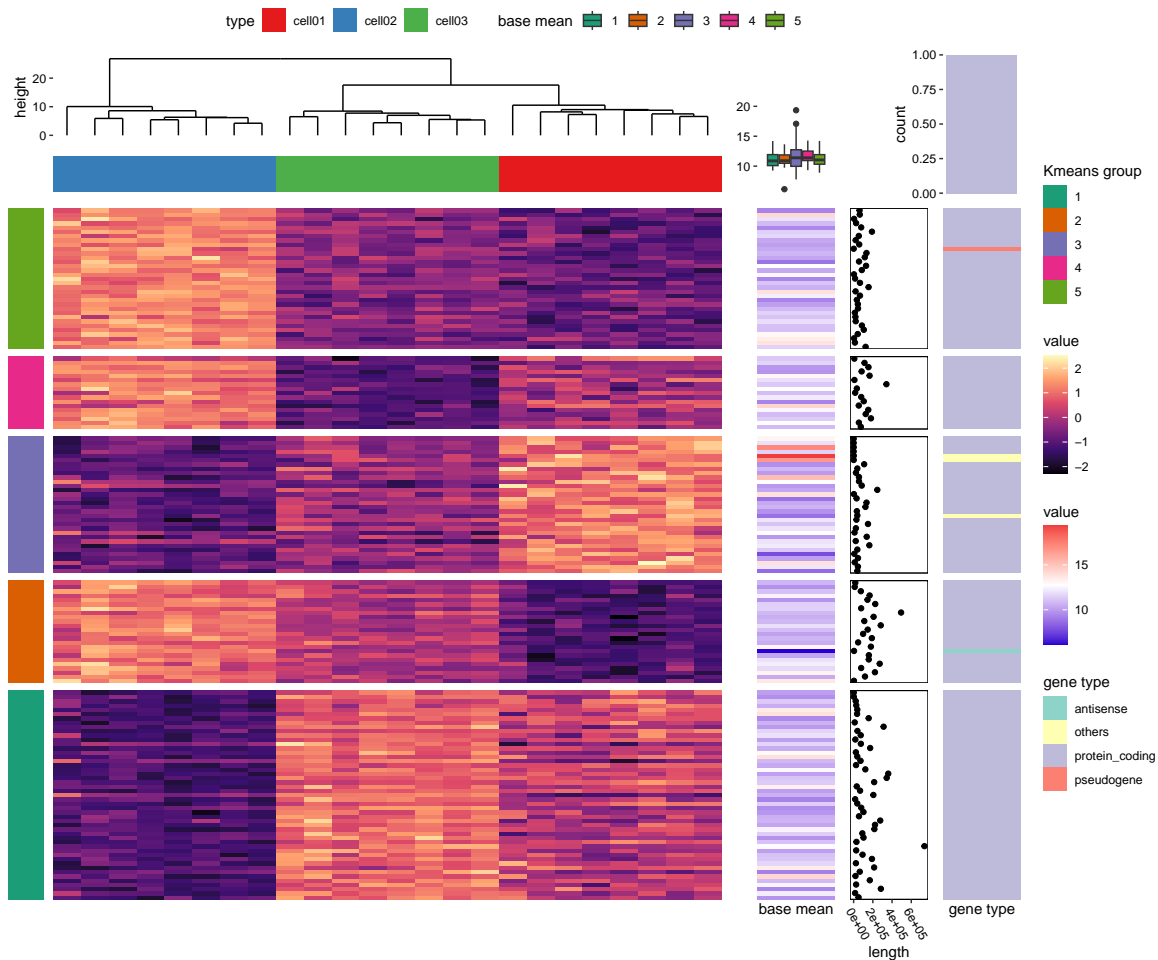 type cell01 cell02 cell03 base mean 1 2 3 4 5
height
20
10
0
20
15
10
count
1.00
0.75
0.50
0.25
0.00
Kmeans group
1
2
3
4
5
value
2
1
0
−1
−2
value
15
10
gene type
antisense
others
protein_coding
pseudogene
base mean
0e+00
2e+05
4e+05
6e+05
length
gene type